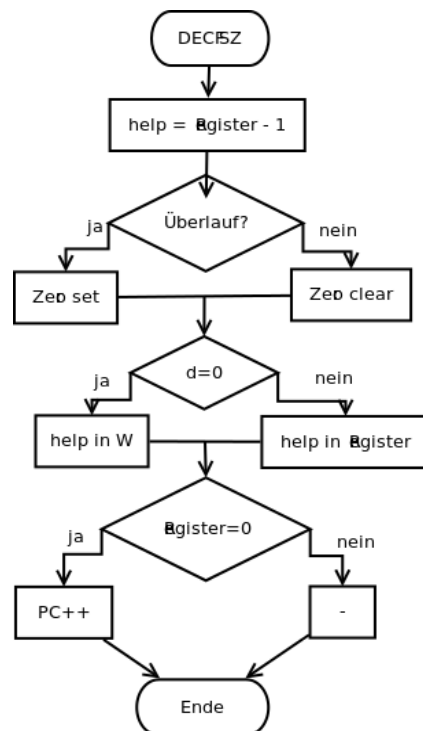 DECFSZ
help = Register - 1
Überlauf?
ja
nein
Zero set
Zero clear
d=0
ja
nein
help in W
help in Register
Register=0
ja
nein
PC++
-
Ende